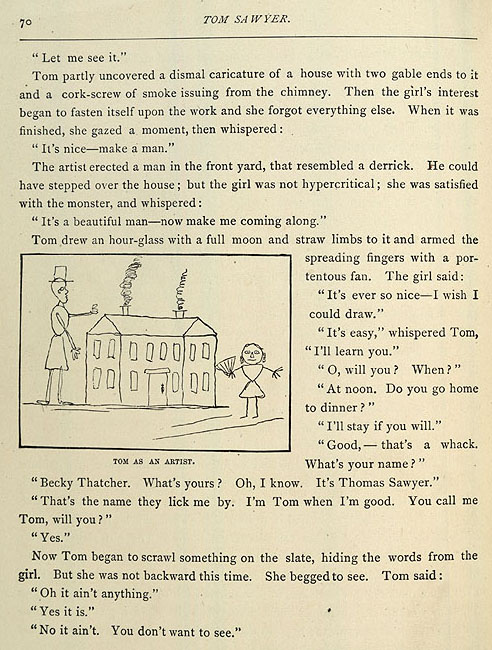 70
TOM SAWYER.
"Let me see it."
Tom partly uncovered a dismal caricature of a house with two gable ends to it
and a cork-screw of smoke issuing from the chimney. Then the girl's interest
began to fasten itself upon the work and she forgot everything else. When it was
finished, she gazed a moment, then whispered:
"It's nice—make a man."
The artist erected a man in the front yard, that resembled a derrick. He could
have stepped over the house; but the girl was not hypercritical; she was satisfied
with the monster, and whispered:
"It's a beautiful man—now make me coming along."
Tom drew an hour-glass with a full moon and straw limbs to it and armed the
spreading fingers with a por-
tentous fan. The girl said:
"It's ever so nice—I wish I
could draw."
"It's easy," whispered Tom,
"I'll learn you."
"O, will you? When?"
"At noon. Do you go home
to dinner?"
"I'll stay if you will."
"Good,—that's a whack.
What's your name?"
TOM AS AN ARTIST.
"Becky Thatcher. What's yours? Oh, I know. It's Thomas Sawyer."
"That's the name they lick me by. I'm Tom when I'm good. You call me
Tom, will you?"
"Yes."
Now Tom began to scrawl something on the slate, hiding the words from the
girl. But she was not backward this time. She begged to see. Tom said:
"Oh it ain't anything."
"Yes it is."
"No it ain't. You don't want to see."